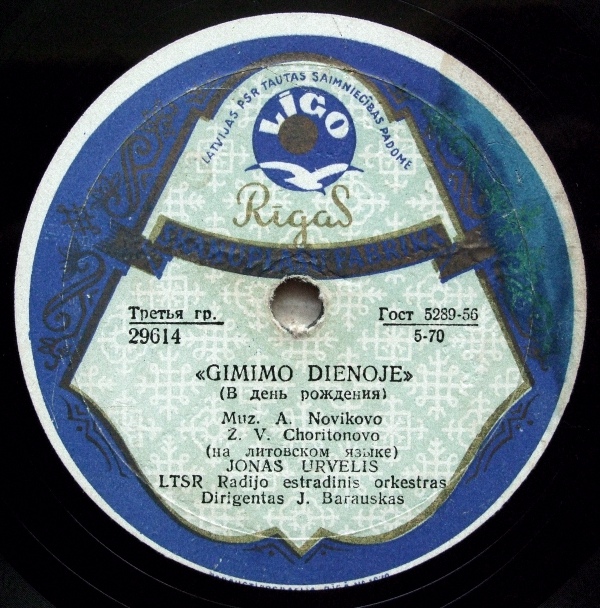 LATVIJAS PSR TAUTAS SAIMNIECĪBAS PADOME
LĪGO
Rīgas
FABRIKA
Третья гр.
29614
Гост 5289-56
5-70
«GIMIMO DIENOJE»
(В день рождения)
Muz. A. Novikovo
Ž. V. Choritonovo
(на литовском языке)
JONAS URVELIS
LTSR Radijo estradinis orkestras
Dirigentas J. Barauskas